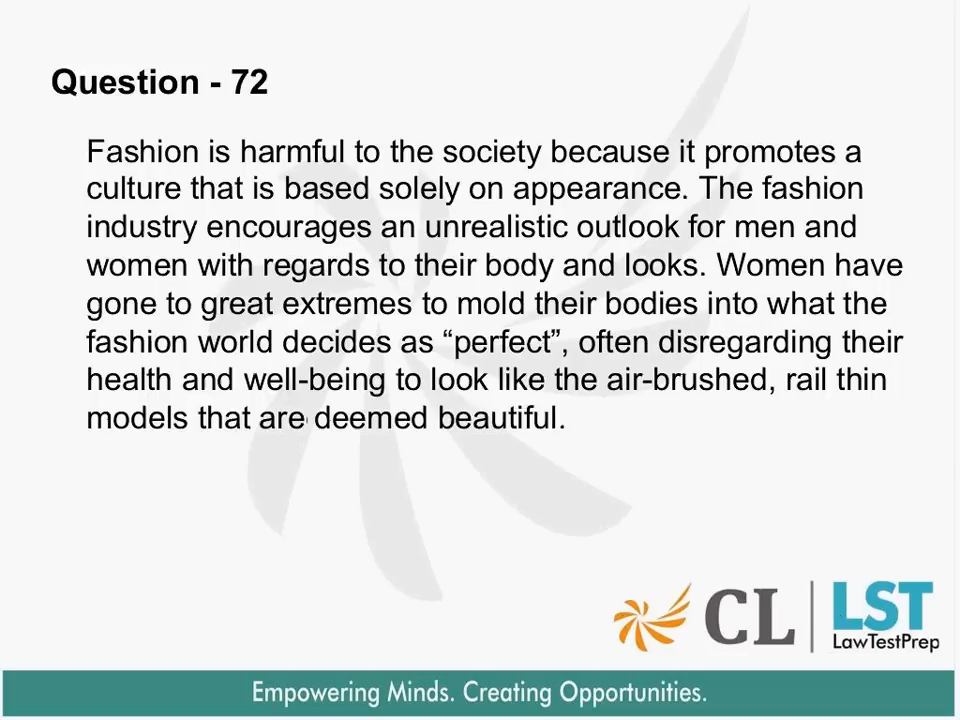 Question - 72
Fashion is harmful to the society because it promotes a
culture that is based solely on appearance. The fashion
industry encourages an unrealistic outlook for men and
women with regards to their body and looks. Women have
gone to great extremes to mold their bodies into what the
fashion world decides as “perfect”, often disregarding their
health and well-being to look like the air-brushed, rail thin
models that are deemed beautiful.
CL
LST
LawTestPrep
Empowering Minds. Creating Opportunities.